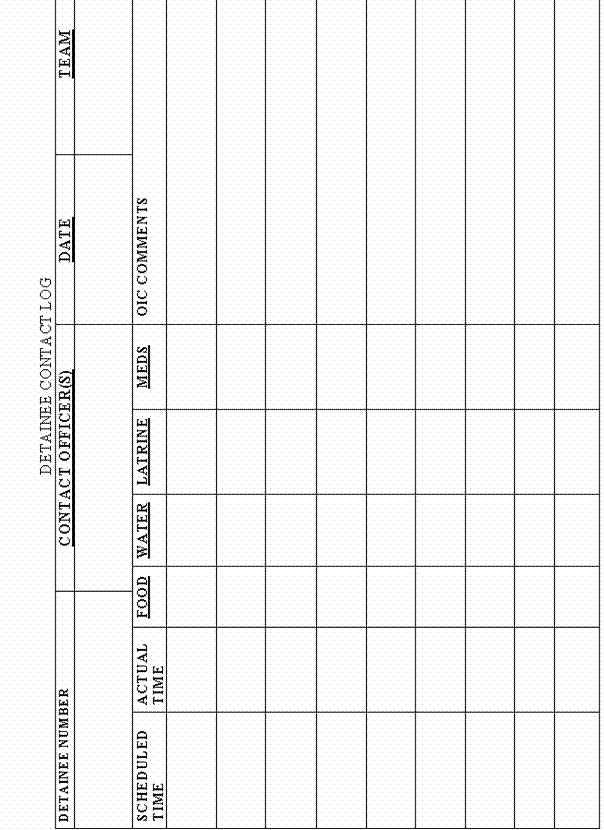 DETAINEE CONTACT LOG
DETAINEE NUMBER CONTACT OFFICER(S) DATE TEAM
SCHEDULED TIME ACTUAL TIME FOOD WATER LATRINE MEDS OIC COMMENTS